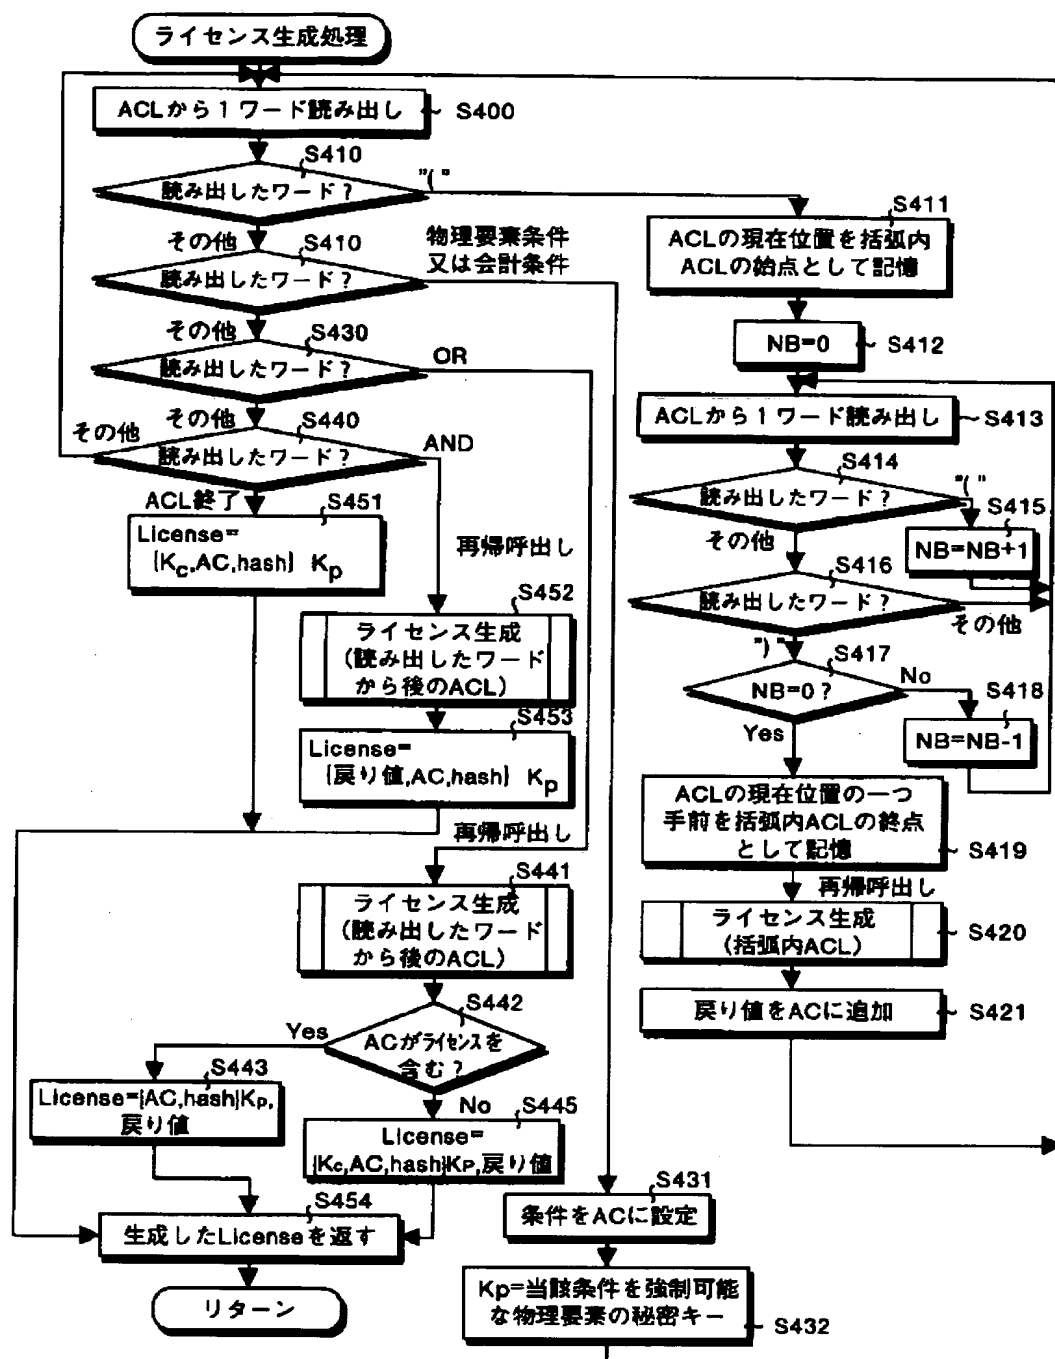 ライセンス生成処理
ACLから1ワード読み出し
S400
S410
読み出したワード?
"("
その他
S410
物理要素条件
又は会計条件
読み出したワード?
その他
S430
読み出したワード?
OR
その他
その他
S440
読み出したワード?
AND
ACL終了
S451
License=
{Kc,AC,hash} Kp
再帰呼出し
S452
ライセンス生成
(読み出したワード
から後のACL)
S453
License=
{戻り値,AC,hash} Kp
再帰呼出し
S441
ライセンス生成
(読み出したワード
から後のACL)
S442
ACがライセンスを
含む?
Yes
No
S443
License={AC,hash}Kp,
戻り値
S445
License=
{Kc,AC,hash}Kp,戻り値
S454
生成したLicenseを返す
リターン
S431
条件をACに設定
Kp=当該条件を強制可能
な物理要素の秘密キー
S432
S411
ACLの現在位置を括弧内
ACLの始点として記憶
NB=0
S412
ACLから1ワード読み出し
S413
S414
読み出したワード?
"("
S415
NB=NB+1
その他
S416
読み出したワード?
その他
")"
S417
NB=0?
No
S418
NB=NB-1
Yes
ACLの現在位置の一つ
手前を括弧内ACLの終点
として記憶
S419
再帰呼出し
ライセンス生成
(括弧内ACL)
S420
戻り値をACに追加
S421